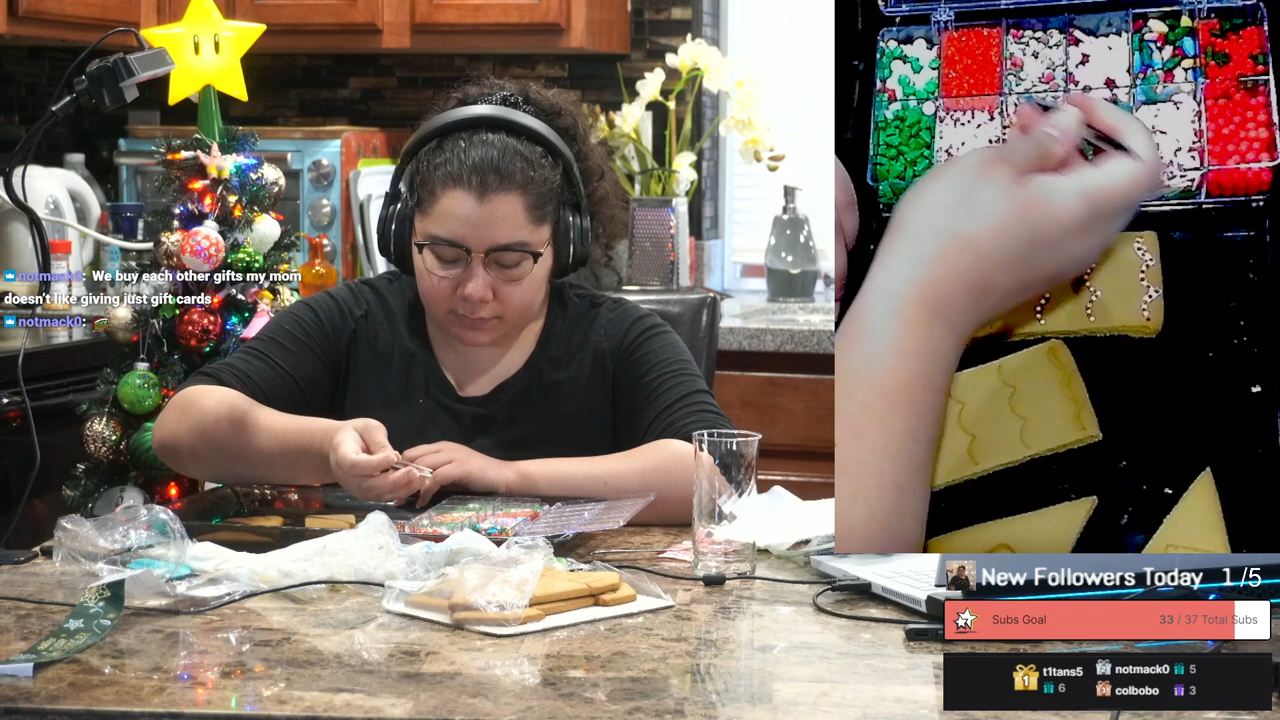 notmack0: We buy each other gifts my mom
doesn't like giving just gift cards
notmack0:
New Followers Today 1 /5
Subs Goal 33 / 37 Total Subs
1 t1tans5 6
notmack0 5
colbobo 3